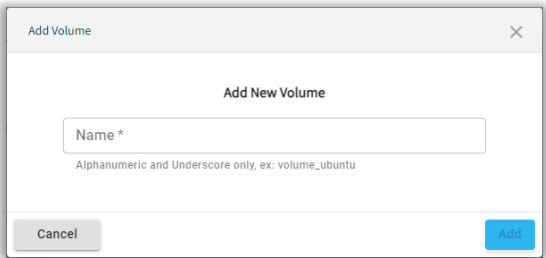 Add Volume
Add New Volume
Name *
Alphanumeric and Underscore only, ex: volume_ubuntu
Cancel
Add